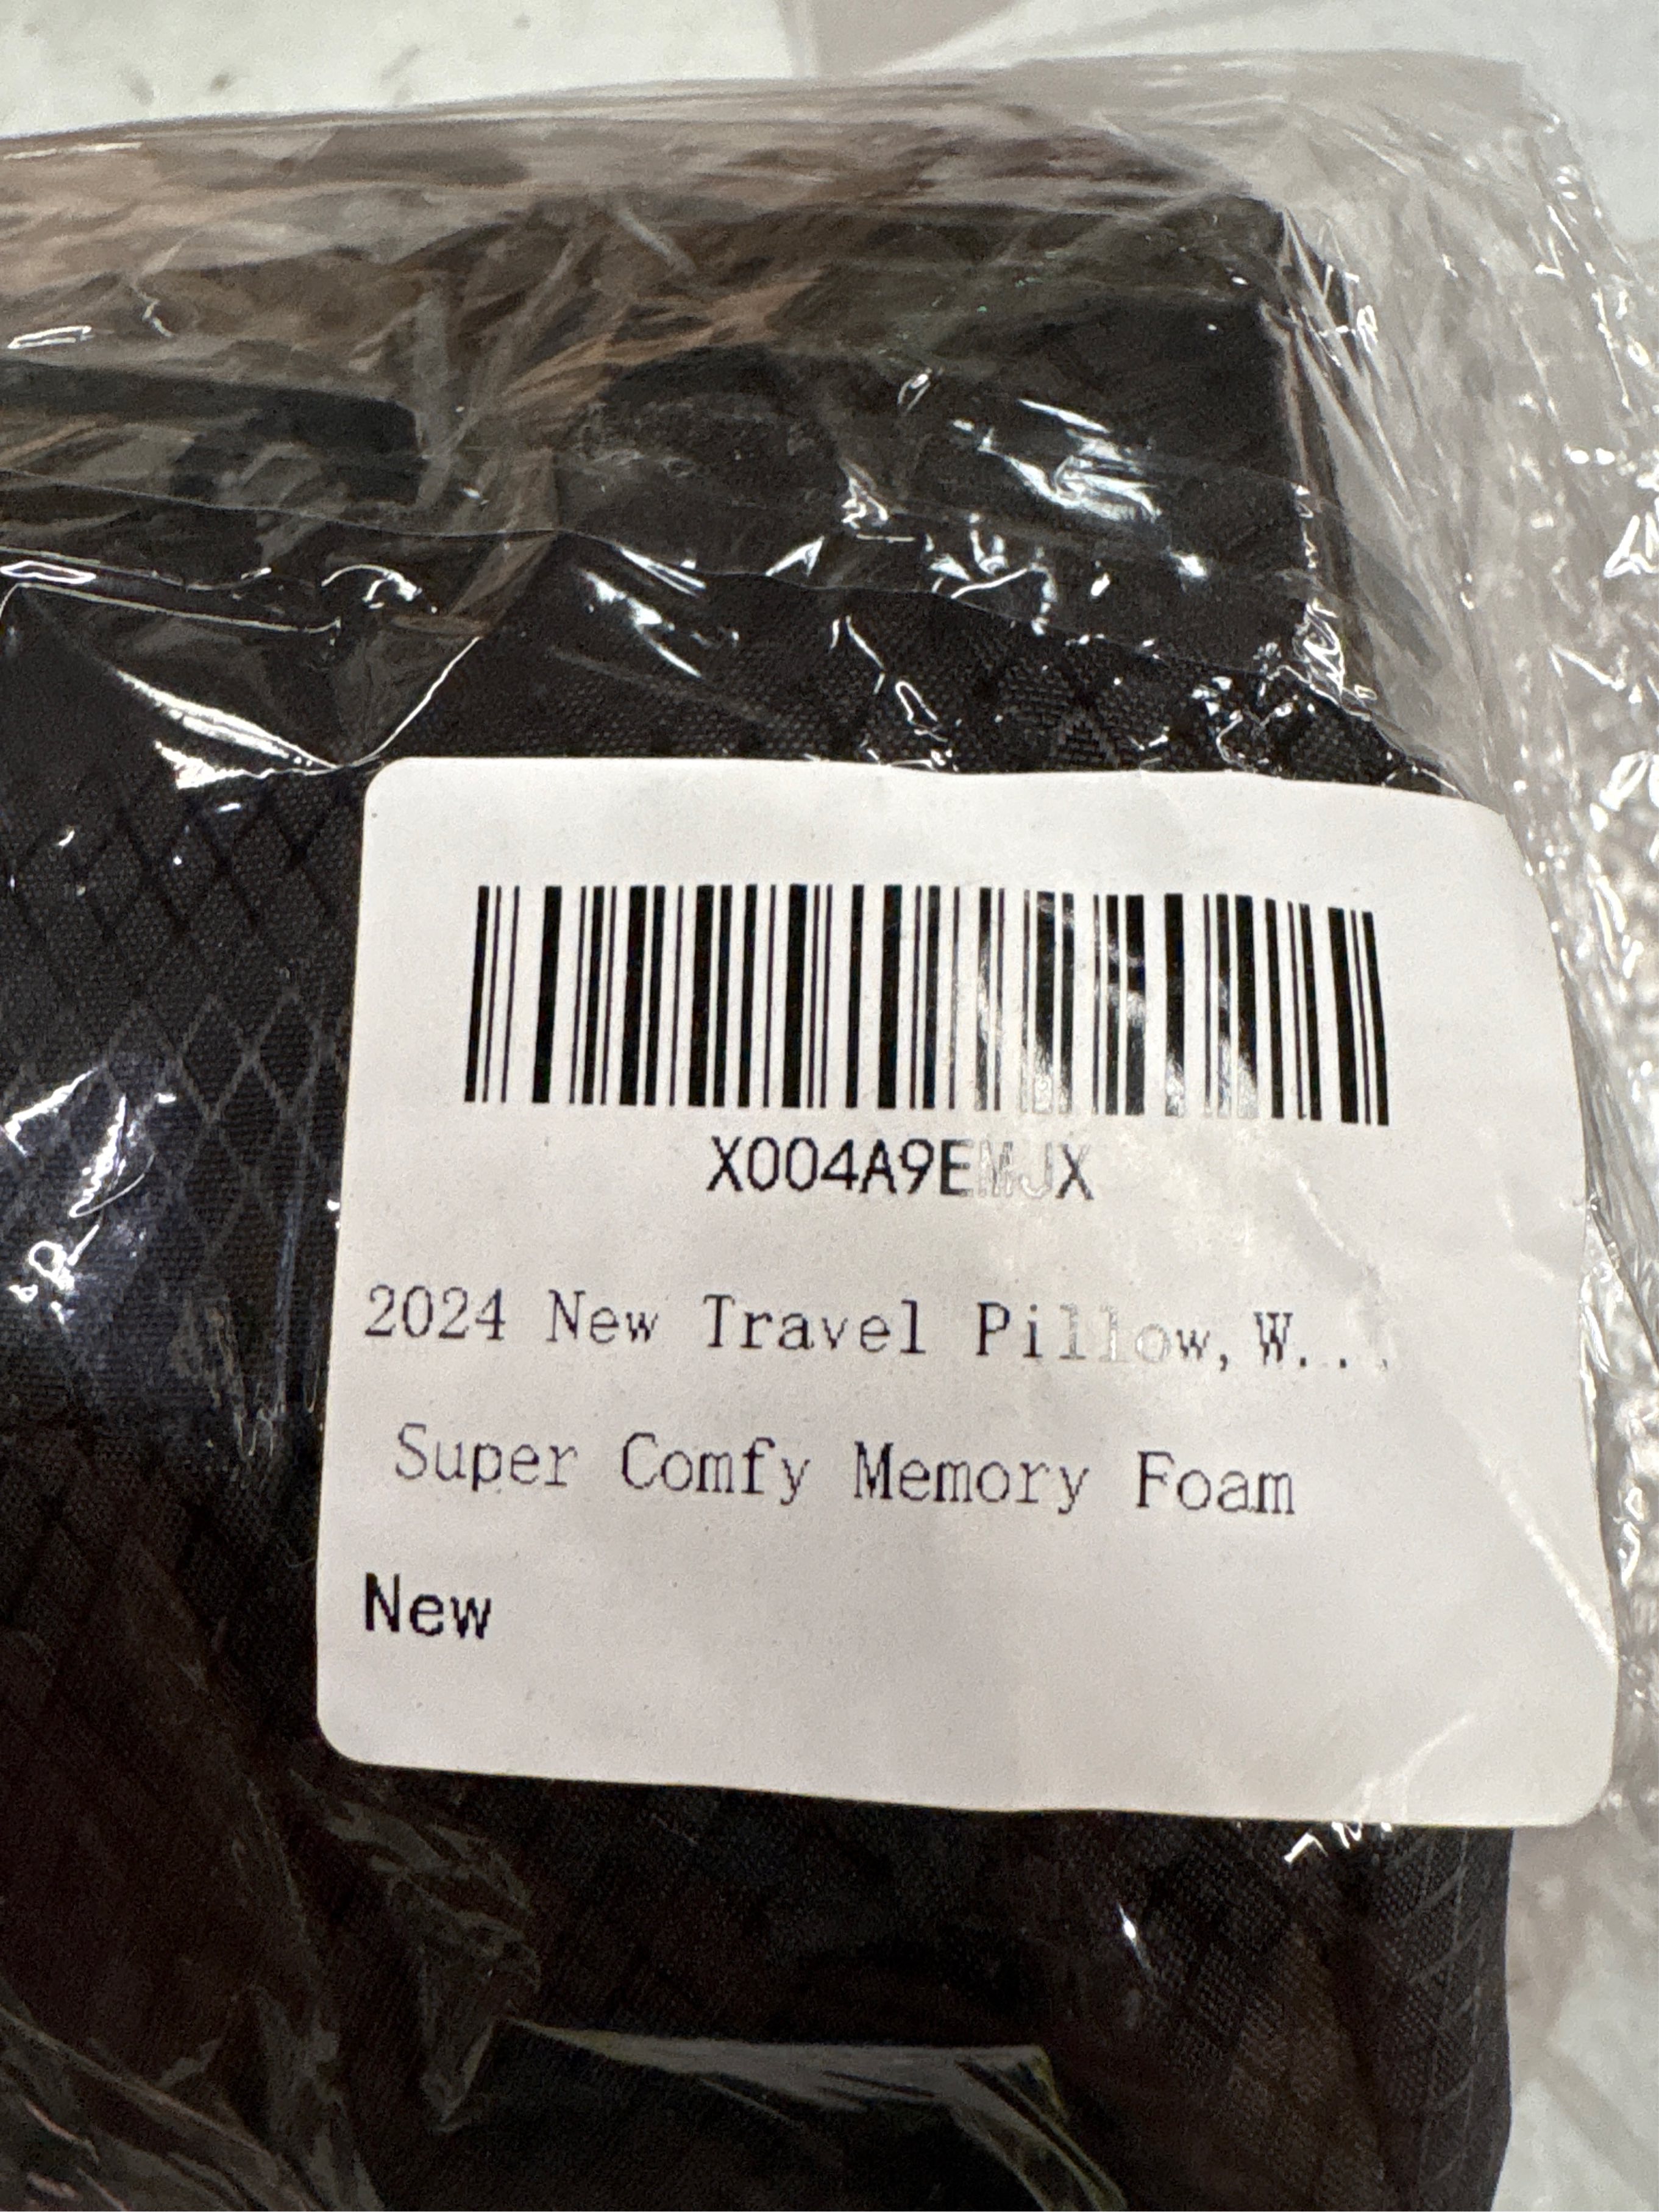 X004A9EMJX
2024 New Travel Pillow,W...
Super Comfy Memory Foam
New